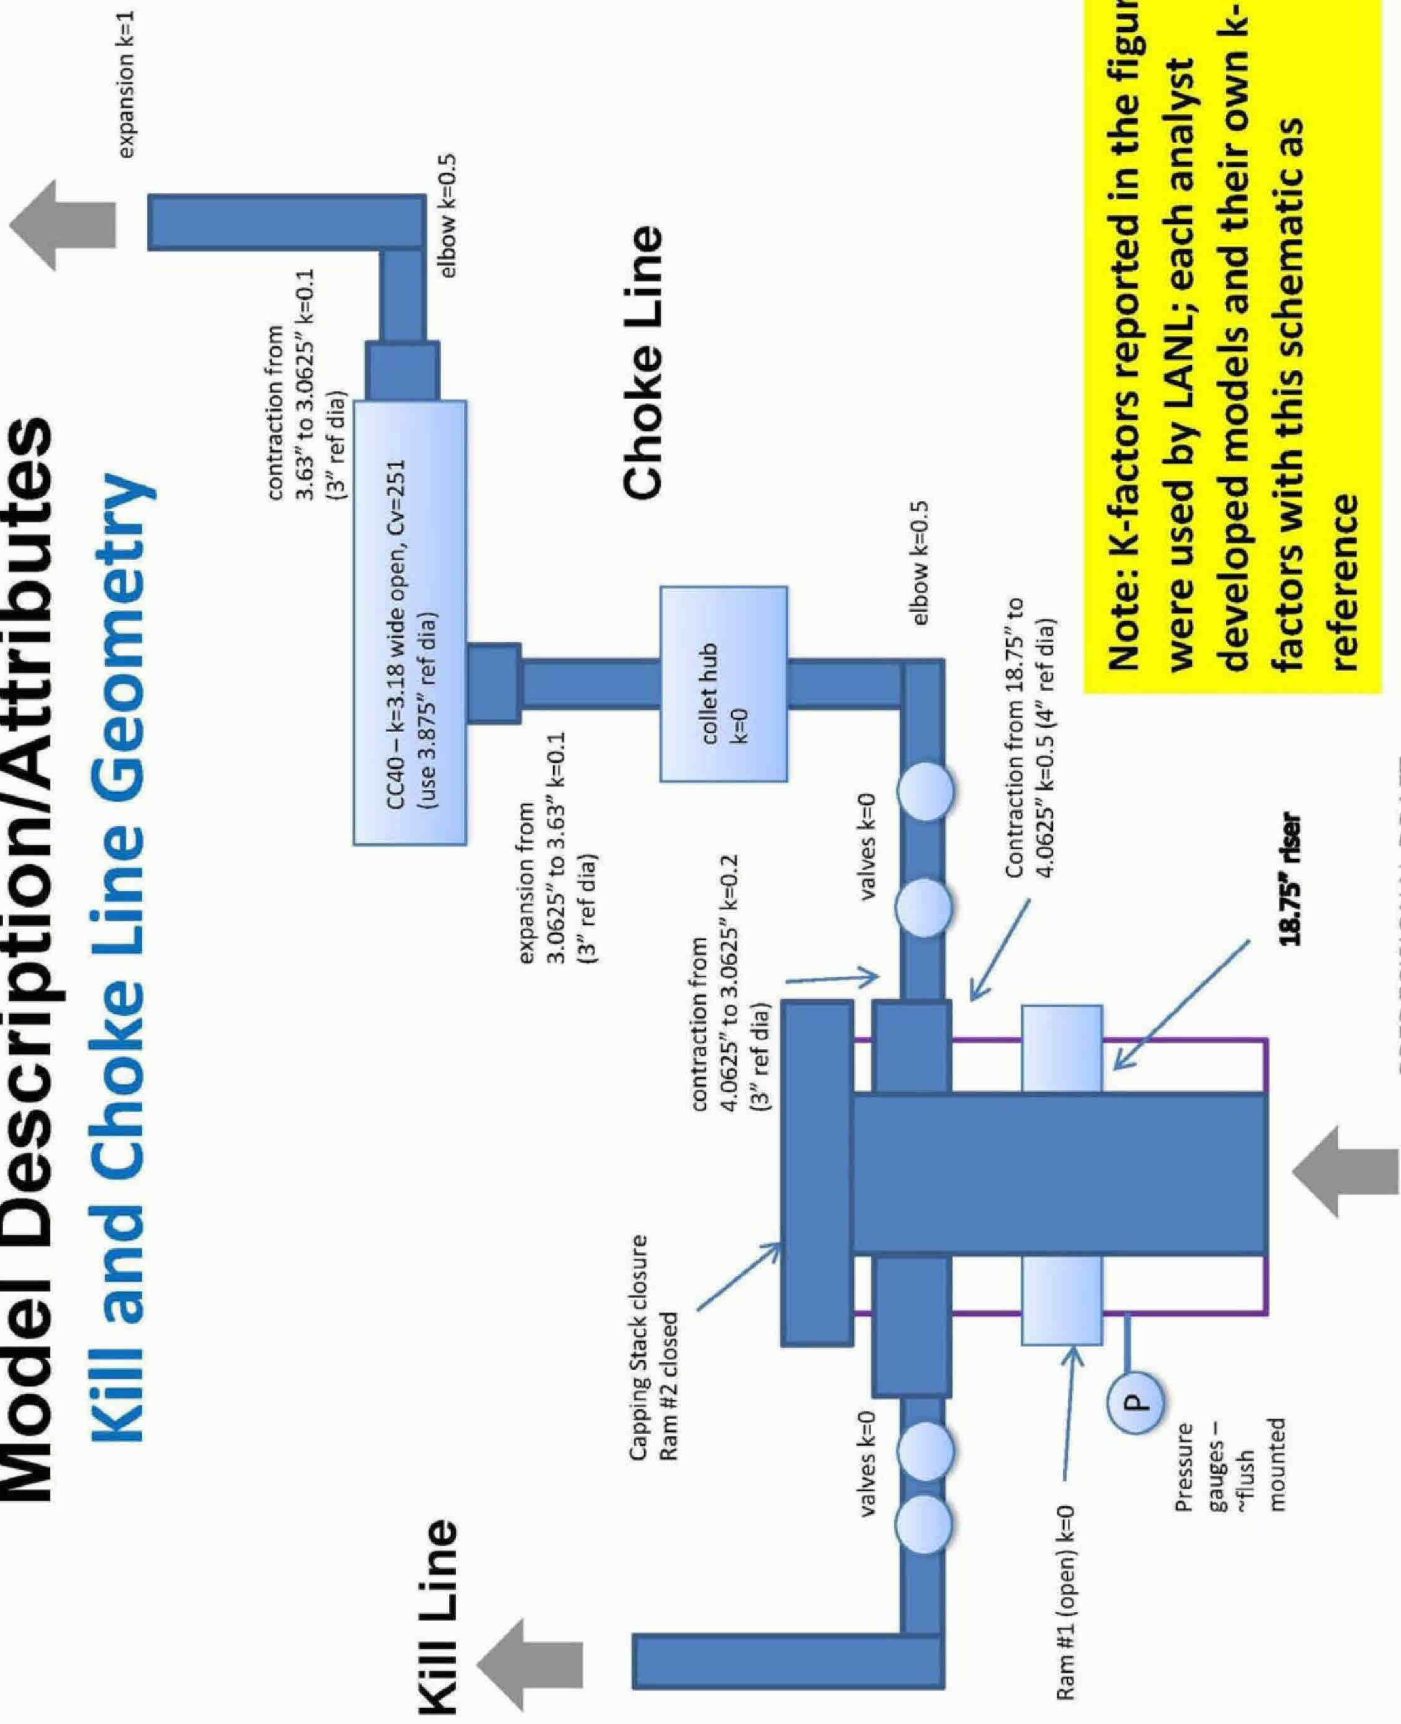 Model Description/Attributes
Kill and Choke Line Geometry
expansion k=1
contraction from
3.63” to 3.0625” k=0.1
(3” ref dia)
elbow k=0.5
CC40 – k=3.18 wide open, Cv=251
(use 3.875” ref dia)
Kill Line
Choke Line
expansion from
3.0625” to 3.63” k=0.1
(3” ref dia)
collet hub
k=0
Capping Stack closure
Ram #2 closed
contraction from
4.0625” to 3.0625” k=0.2
(3” ref dia)
valves k=0
valves k=0
elbow k=0.5
Contraction from 18.75” to
4.0625” k=0.5 (4” ref dia)
Ram #1 (open) k=0
P
Pressure
gauges –
~flush
mounted
18.75” riser
Note: K-factors reported in the figur
were used by LANL; each analyst
developed models and their own k-
factors with this schematic as
reference